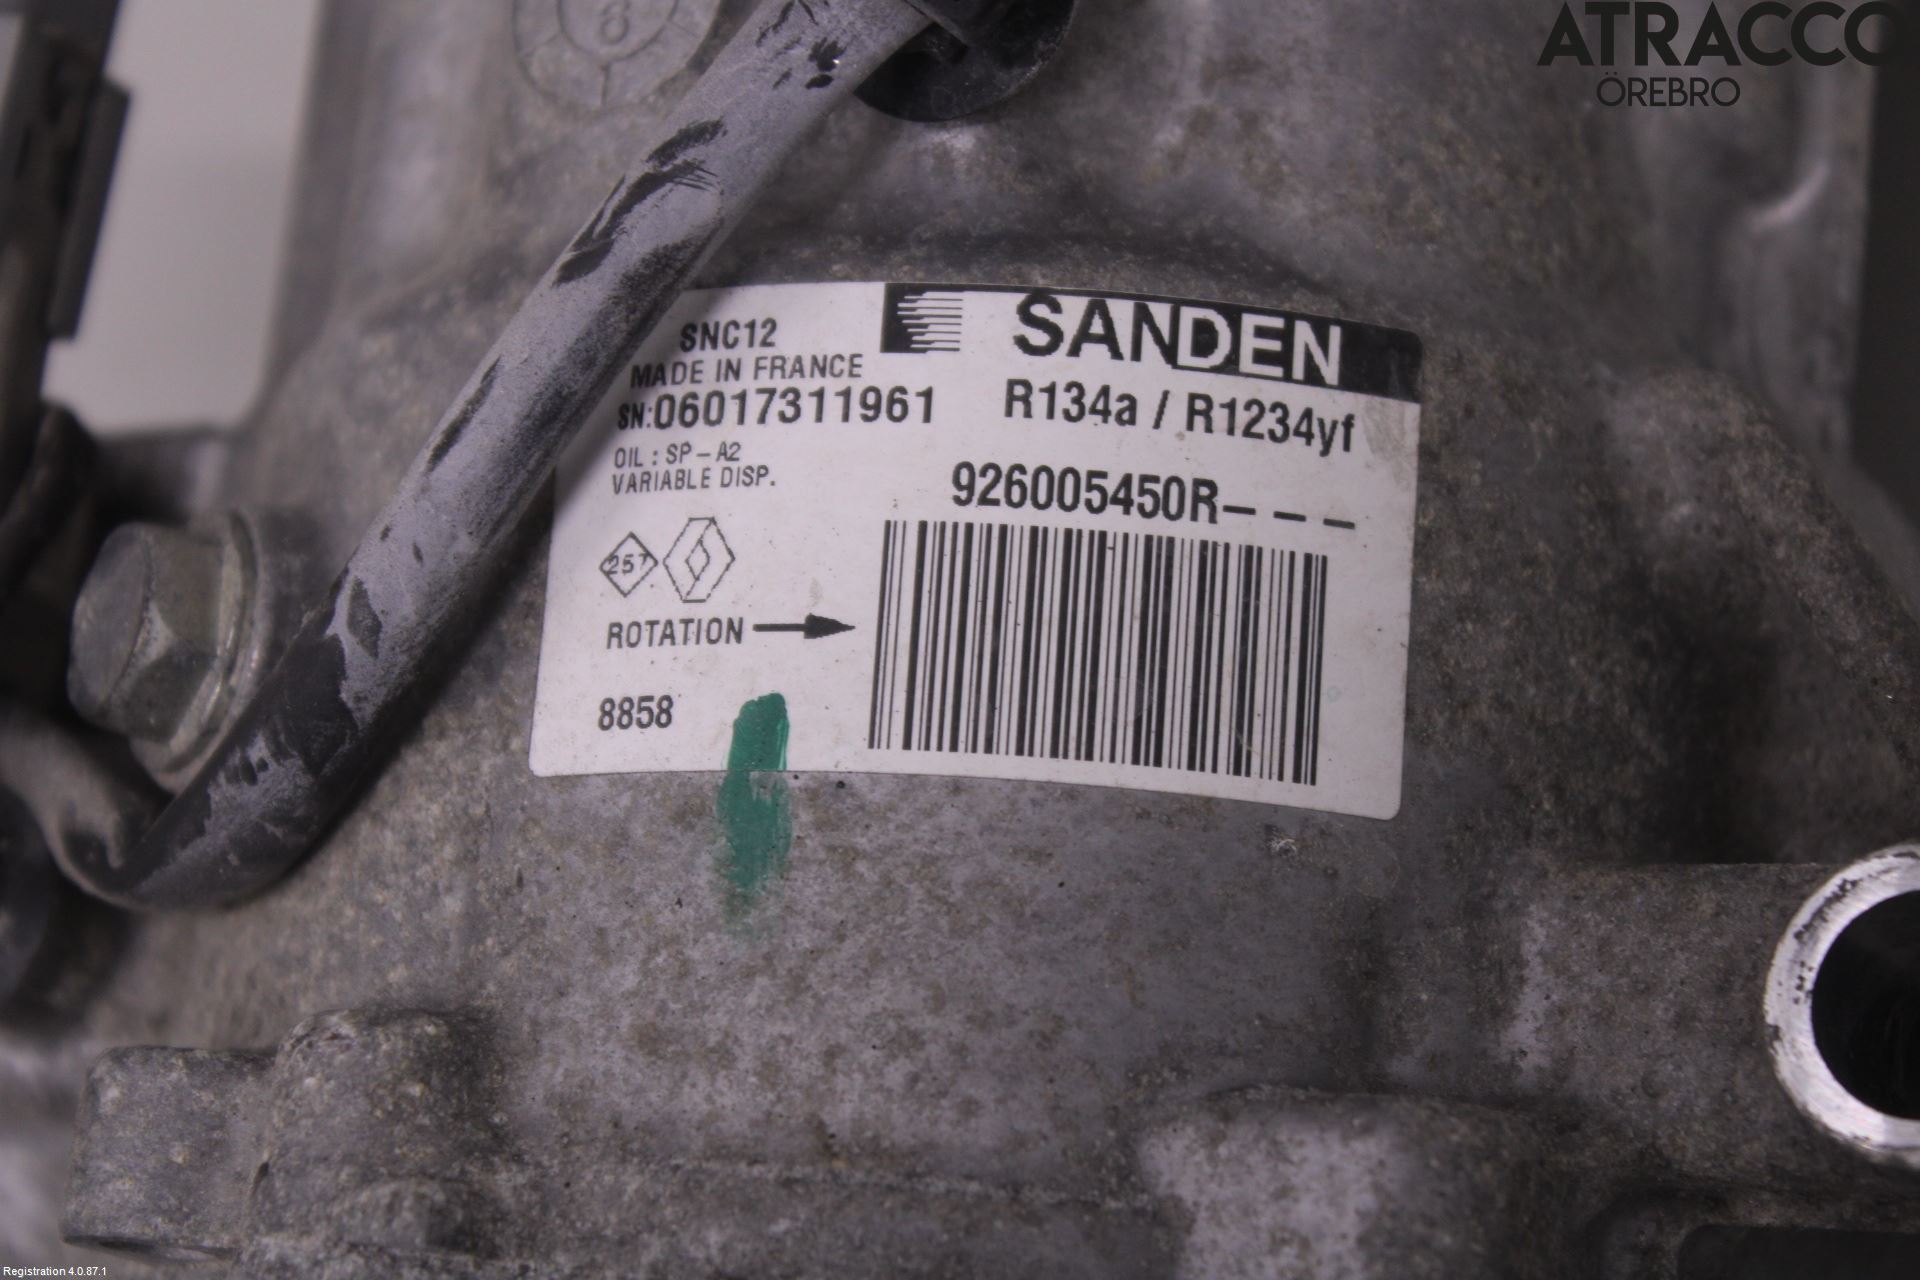 ATRACCO
ÖREBRO
8
SNC12
MADE IN FRANCE
SN:06017311961
OIL : SP-A2
VARIABLE DISP.
257
ROTATION
8858
SANDEN
R134a / R1234yf
926005450R---
Registration 4.0.87.1